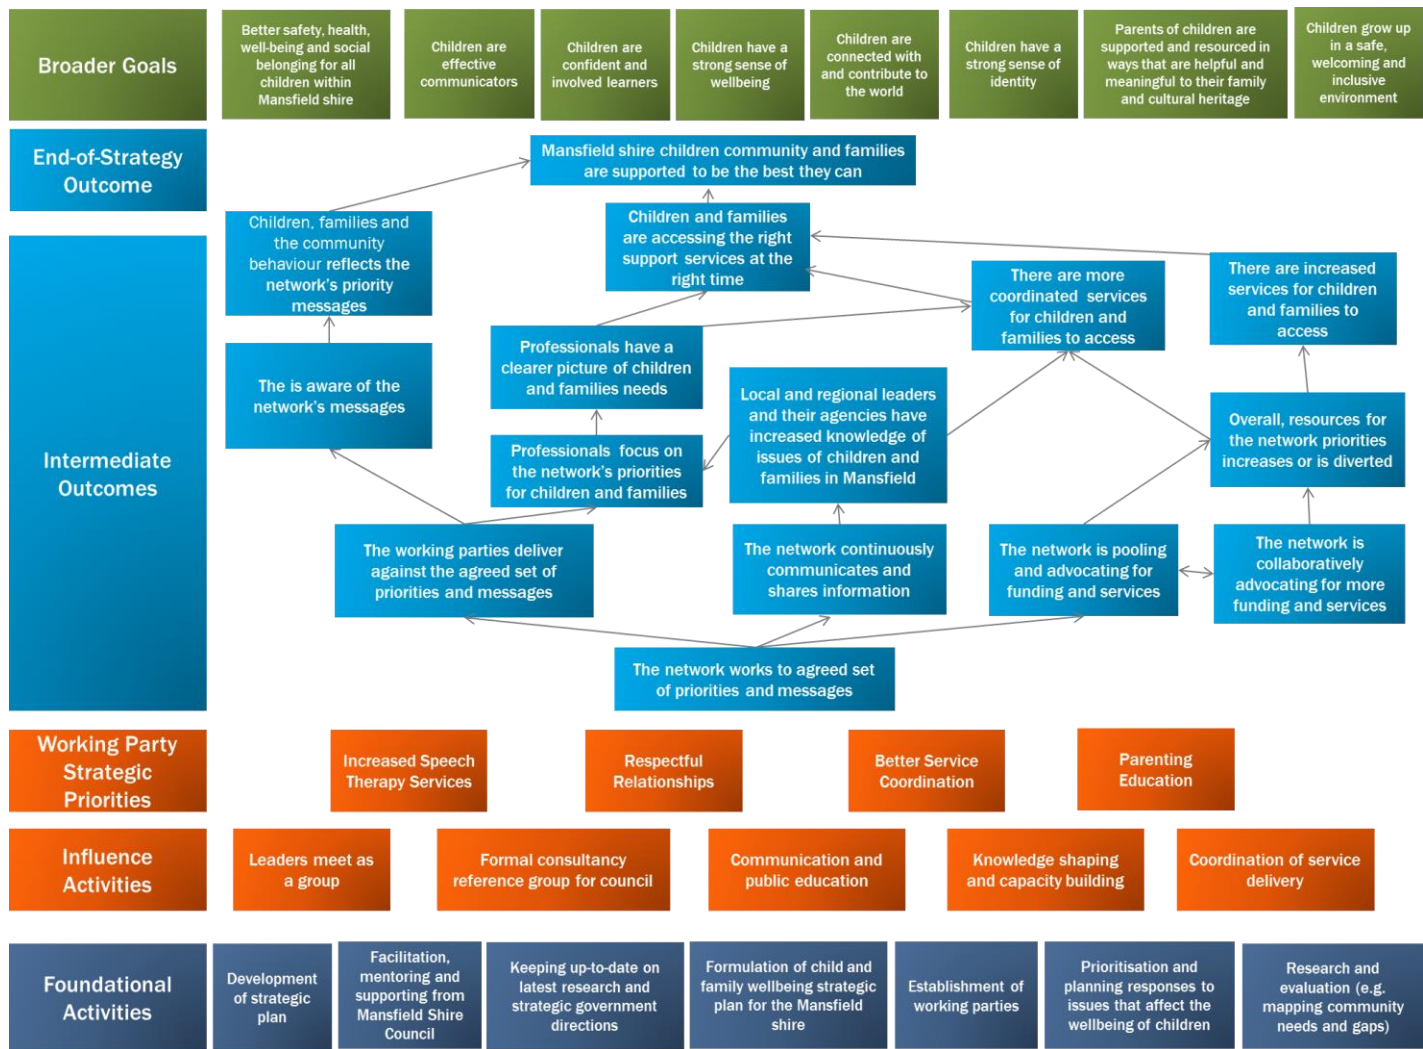 Broader Goals
Better safety, health,
well-being and social
belonging for all
children within
Mansfield shire
Children are
effective
communicators
Children are
confident and
involved learners
Children have a
strong sense of
wellbeing
Children are
connected with
and contribute to
the world
Children have a
strong sense of
identity
Parents of children are
supported and resourced in
ways that are helpful and
meaningful to their family
and cultural heritage
Children grow up
in a safe,
welcoming and
inclusive
environment
End-of-Strategy
Outcome
Mansfield shire children community and families
are supported to be the best they can
Intermediate
Outcomes
Children, families and
the community
behaviour reflects the
network's priority
messages
Children and families
are accessing the right
support services at the
right time
There are more
coordinated services
for children and
families to access
There are increased
services for children
and families to
access
The is aware of the
network's messages
Professionals have a
clearer picture of children
and families needs
Local and regional leaders
and their agencies have
increased knowledge of
issues of children and
families in Mansfield
Overall, resources for
the network priorities
increases or is diverted
Professionals focus on
the network's priorities
for children and families
The working parties deliver
against the agreed set of
priorities and messages
The network continuously
communicates and
shares information
The network is pooling
and advocating for
funding and services
The network is
collaboratively
advocating for more
funding and services
The network works to agreed set
of priorities and messages
Working Party
Strategic
Priorities
Increased Speech
Therapy Services
Respectful
Relationships
Better Service
Coordination
Parenting
Education
Influence
Activities
Leaders meet as
a group
Formal consultancy
reference group for council
Communication and
public education
Knowledge shaping
and capacity building
Coordination of service
delivery
Foundational
Activities
Development
of strategic
plan
Facilitation,
mentoring and
supporting from
Mansfield Shire
Council
Keeping up-to-date on
latest research and
strategic government
directions
Formulation of child and
family wellbeing strategic
plan for the Mansfield
shire
Establishment of
working parties
Prioritisation and
planning responses to
issues that affect the
wellbeing of children
Research and
evaluation (e.g.
mapping community
needs and gaps)